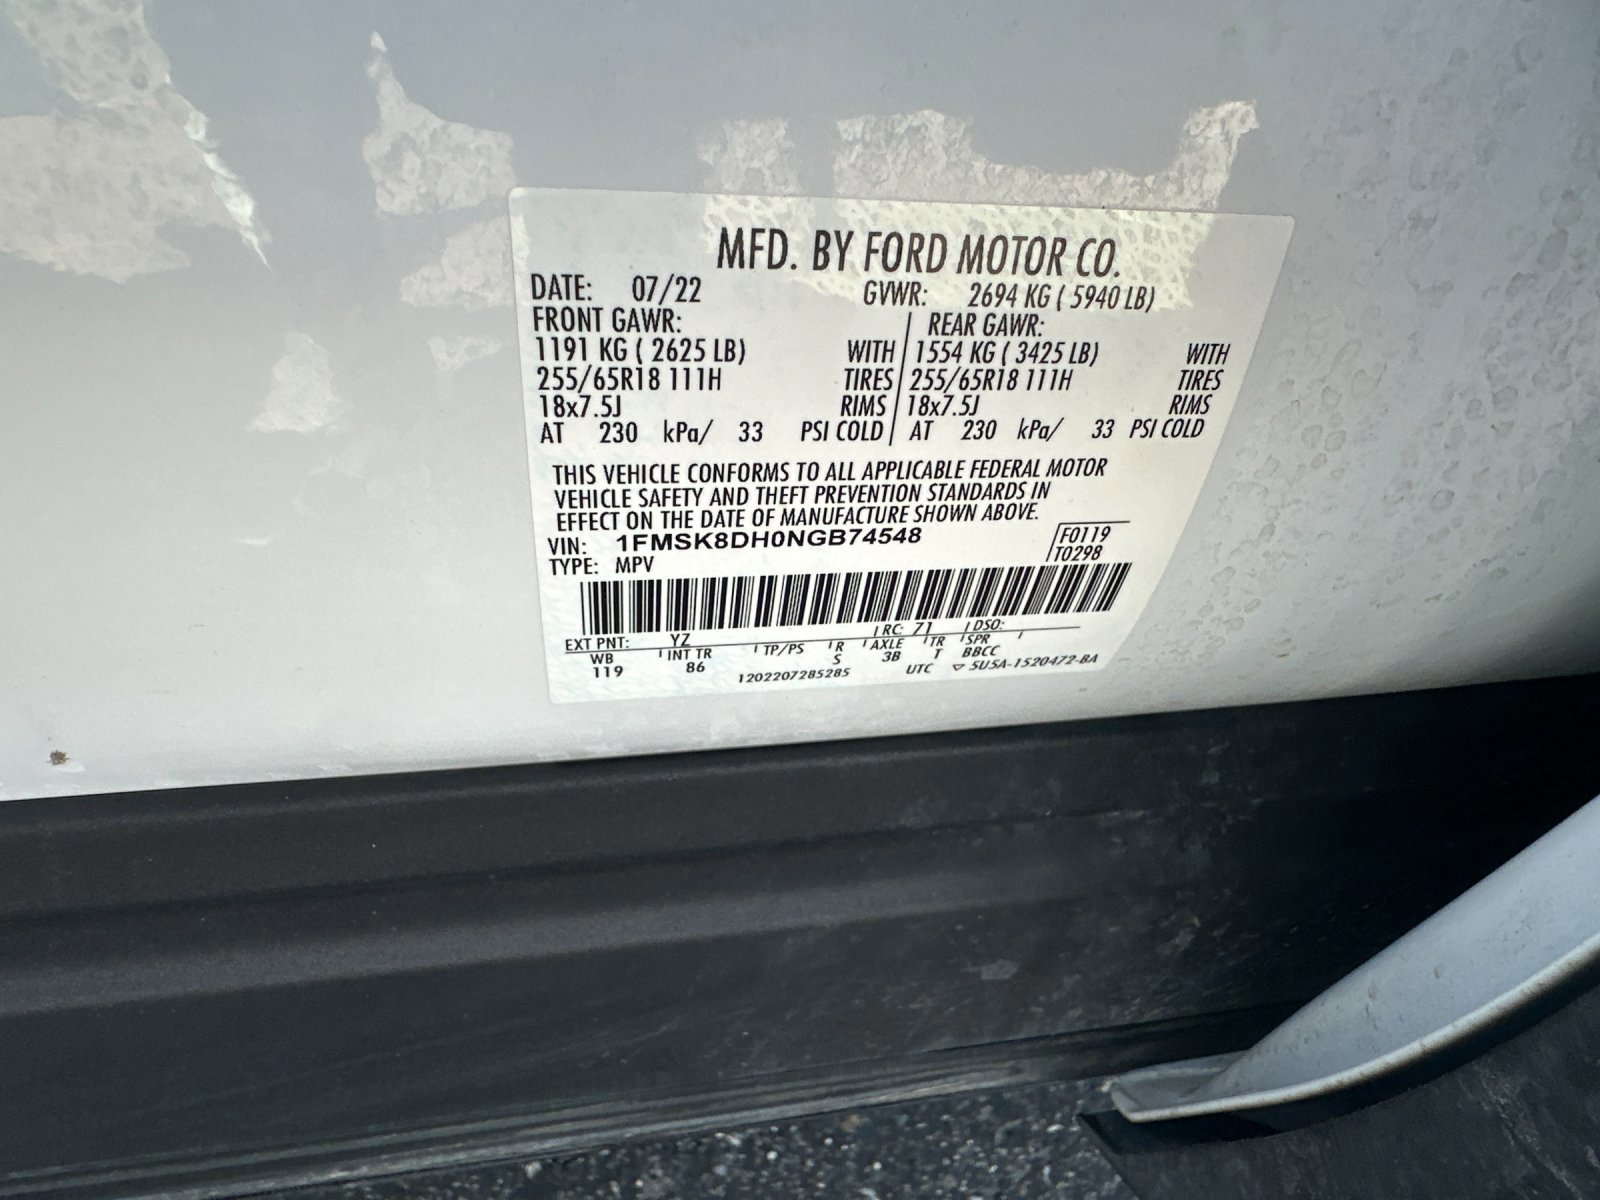 MFD. BY FORD MOTOR CO.
DATE: 07/22 GVWR: 2694 KG ( 5940 LB)
FRONT GAWR: REAR GAWR:
1191 KG ( 2625 LB) WITH 1554 KG ( 3425 LB) WITH
255/65R18 111H TIRES 255/65R18 111H TIRES
18x7.5J RIMS 18x7.5J RIMS
AT 230 kPa/ 33 PSI COLD AT 230 kPa/ 33 PSI COLD
THIS VEHICLE CONFORMS TO ALL APPLICABLE FEDERAL MOTOR
VEHICLE SAFETY AND THEFT PREVENTION STANDARDS IN
EFFECT ON THE DATE OF MANUFACTURE SHOWN ABOVE.
VIN: 1FMSK8DH0NGB74548 F0119
TYPE: MPV T0298
EXT PNT: YZ RC: 71 DSO:
WB INT TR TP/PS R AXLE TR SPR
119 86 S 3B T BBCC
1202207285285 UTC ▽ 5USA-1520472-BA